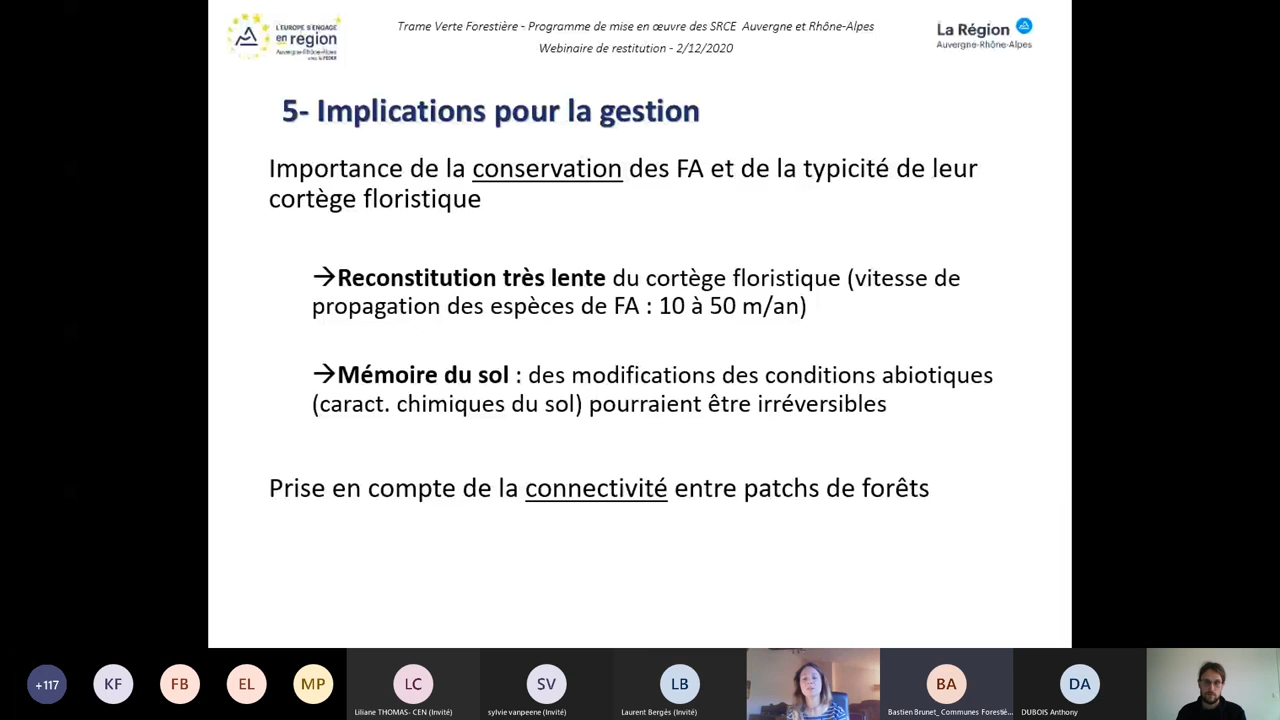 L'EUROPE S'ENGAGE
en region
Auvergne-Rhône-Alpes
avec le FEDER
Trame Verte Forestière - Programme de mise en œuvre des SRCE Auvergne et Rhône-Alpes
Webinaire de restitution - 2/12/2020
La Région
Auvergne-Rhône-Alpes
5- Implications pour la gestion
Importance de la conservation des FA et de la typicité de leur
cortège floristique
→Reconstitution très lente du cortège floristique (vitesse de
propagation des espèces de FA : 10 à 50 m/an)
→Mémoire du sol : des modifications des conditions abiotiques
(caract. chimiques du sol) pourraient être irréversibles
Prise en compte de la connectivité entre patchs de forêts
+117
KF
FB
EL
MP
LC
SV
LB
BA
DA
Liliane THOMAS- CEN (Invité)
sylvie vanpeene (Invité)
Laurent Bergés (Invité)
Bastien Brunet_ Communes Forestiè...
DUBOIS Anthony